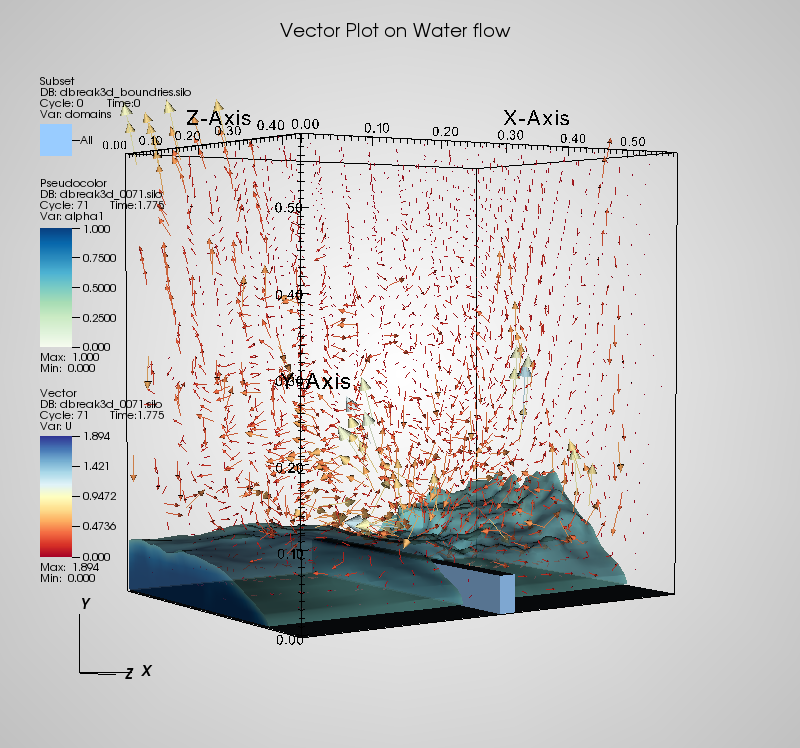 Vector Plot on Water flow
Subset
DB: dbreak3d_boundries.silo
Cycle: 0 Time:0
Var: domains
All
Z-Axis
X-Axis
0.00 0.10 0.20 0.30 0.40 0.00 0.10 0.20 0.30 0.40 0.50
Pseudocolor
DB: dbreak3d_0071.silo
Cycle: 71 Time:1.775
Var: alpha1
1.000
0.7500
0.5000
0.2500
0.000
Max: 1.000
Min: 0.000
0.50
0.40
Y-Axis
0.20
0.10
0.00
Vector
DB: dbreak3d_0071.silo
Cycle: 71 Time:1.775
Var: U
1.894
1.421
0.9472
0.4736
0.000
Max: 1.894
Min: 0.000
Y
Z X